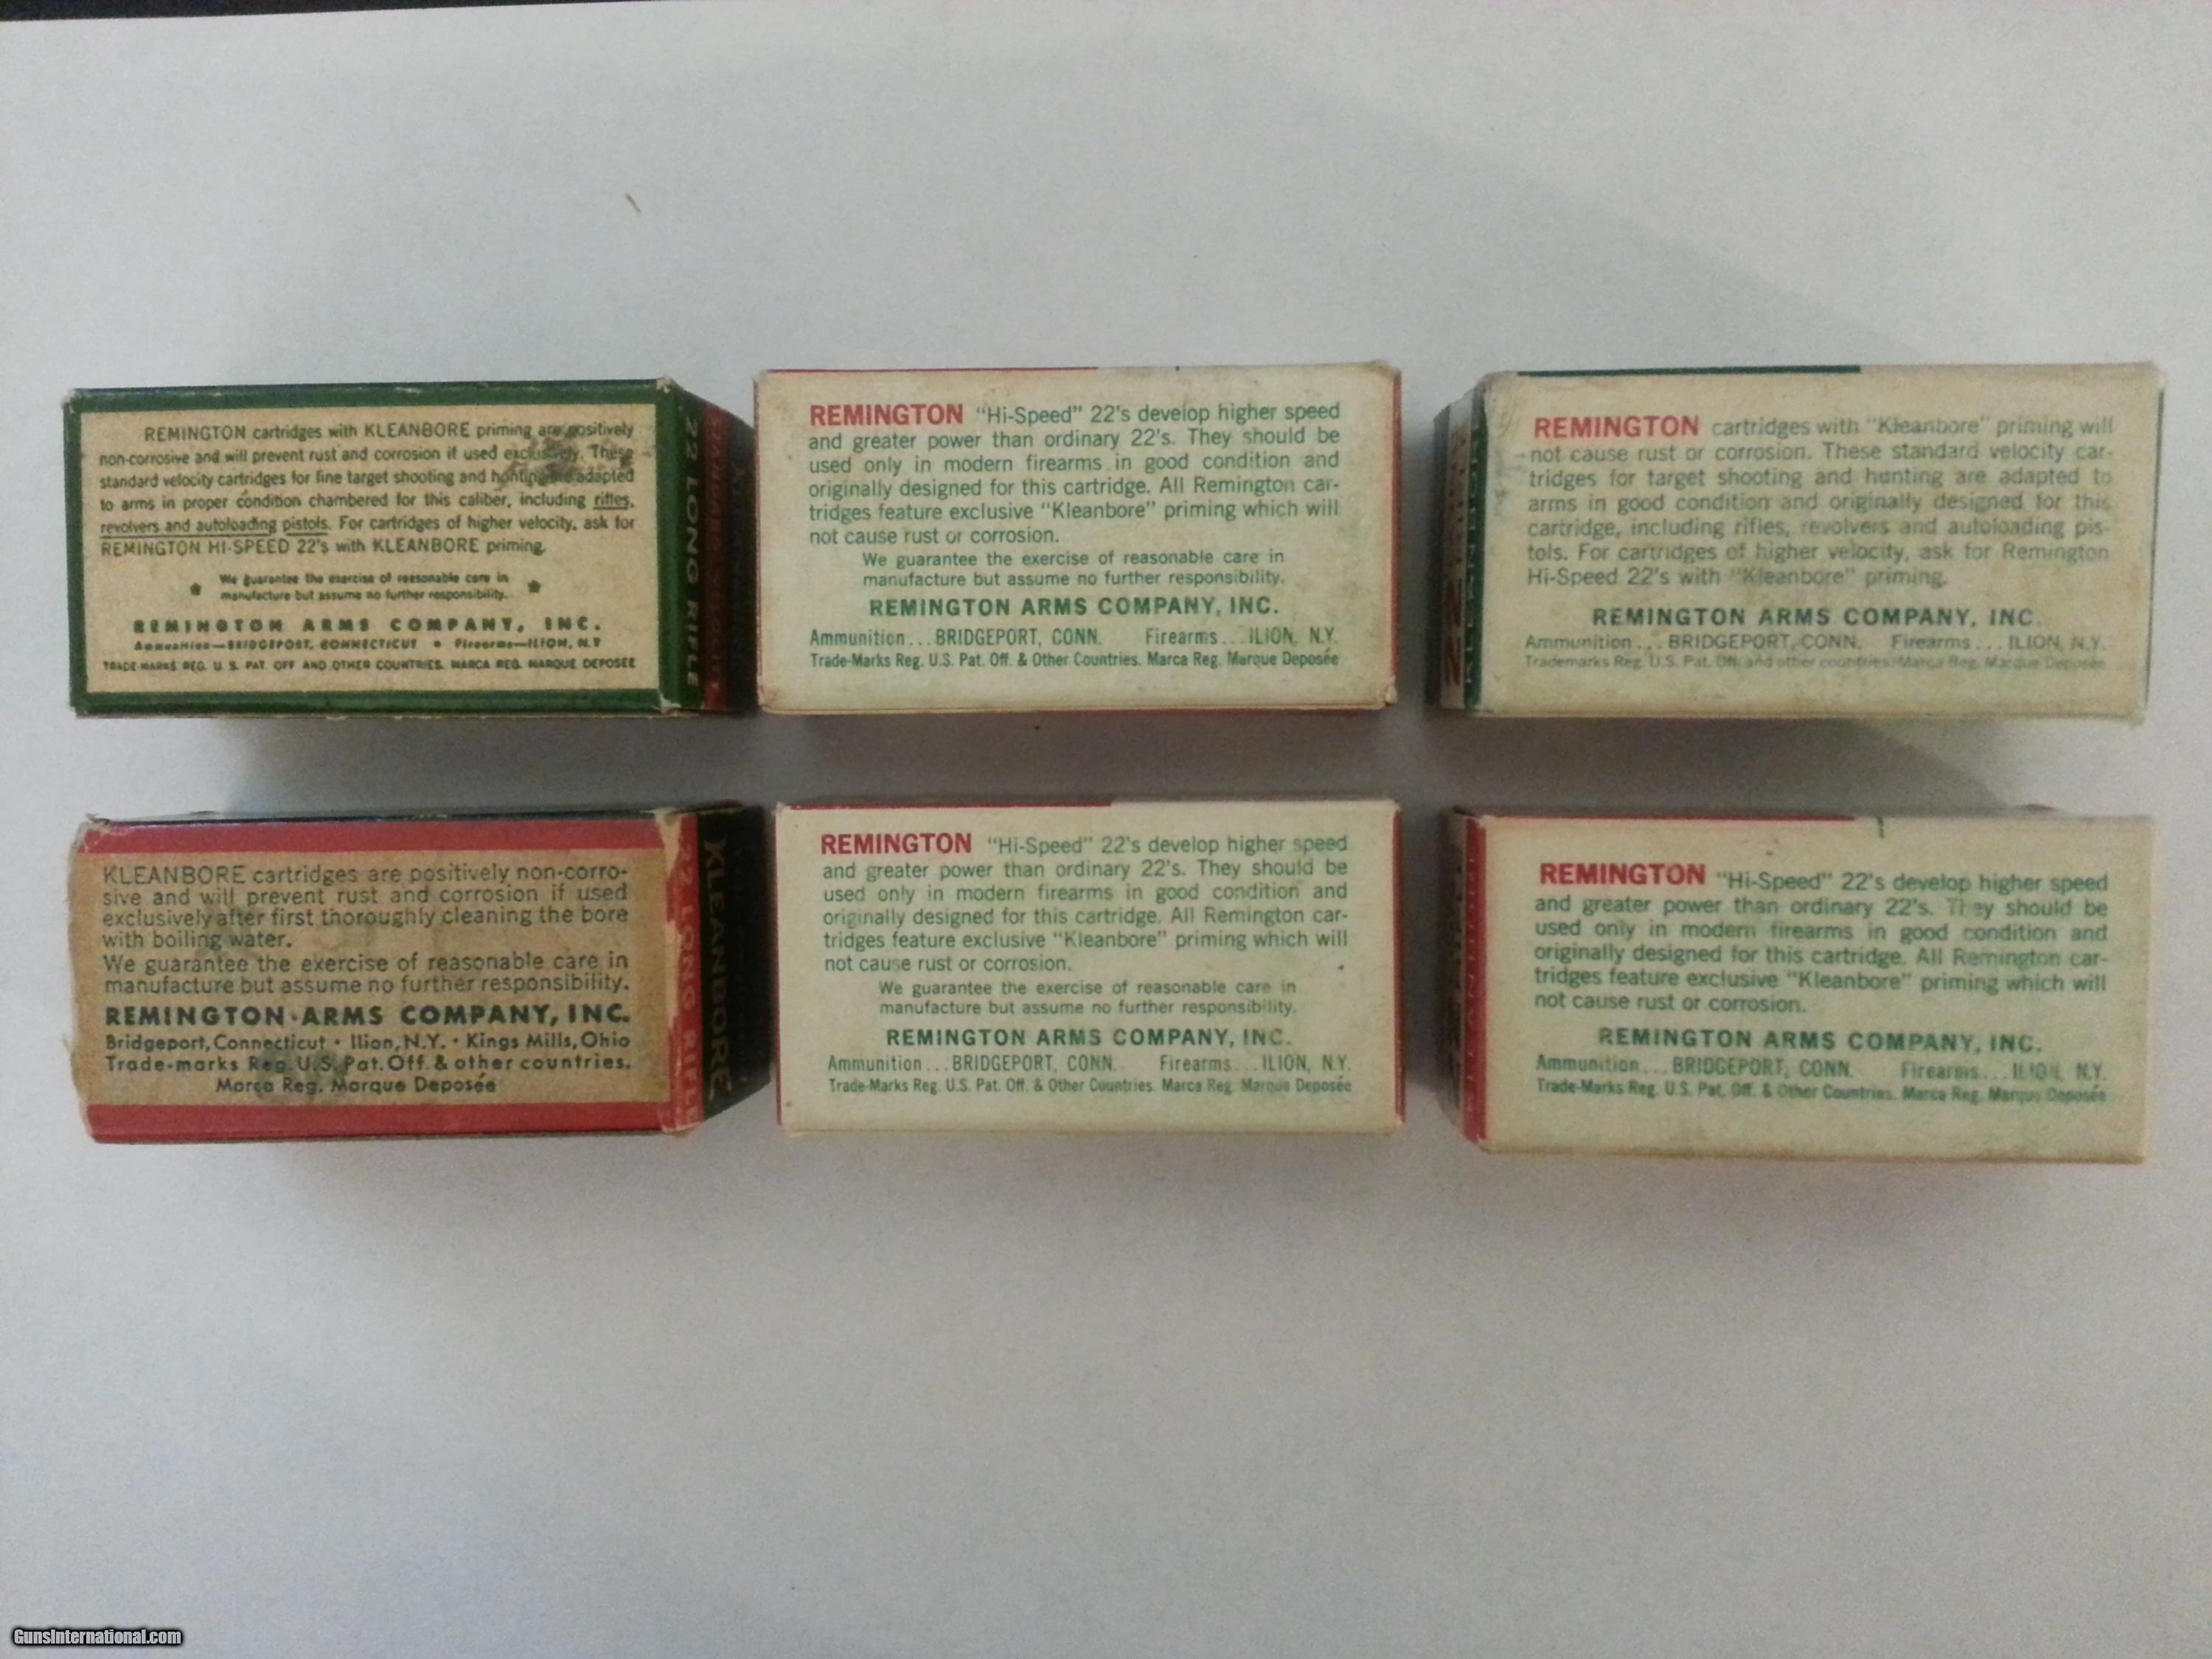 REMINGTON cartridges with KLEANBORE priming are positively
non-corrosive and will prevent rust and corrosion if used exclusively. These
standard velocity cartridges for fine target shooting and hunting are adapted
to arms in proper condition chambered for this caliber, including rifles,
revolvers and autoloading pistols. For cartridges of higher velocity, ask for
REMINGTON HI-SPEED 22's with KLEANBORE priming.
We guarantee the exercise of reasonable care in
manufacture but assume no further responsibility.
REMINGTON ARMS COMPANY, INC.
Ammunition—BRIDGEPORT, CONNECTICUT • Firearms—ILION, N.Y
TRADE-MARKS REG. U. S. PAT. OFF AND OTHER COUNTRIES. MARCA REG. MARQUE DEPOSEE
22 LONG RIFLE
REMINGTON "Hi-Speed" 22's develop higher speed
and greater power than ordinary 22's. They should be
used only in modern firearms in good condition and
originally designed for this cartridge. All Remington car-
tridges feature exclusive "Kleanbore" priming which will
not cause rust or corrosion.
We guarantee the exercise of reasonable care in
manufacture but assume no further responsibility.
REMINGTON ARMS COMPANY, INC.
Ammunition... BRIDGEPORT, CONN. Firearms... ILION, N.Y.
Trade-Marks Reg. U.S. Pat. Off. & Other Countries. Marca Reg. Marque Deposée
KLEANBORE
REMINGTON cartridges with "Kleanbore" priming will
not cause rust or corrosion. These standard velocity car-
tridges for target shooting and hunting are adapted to
arms in good condition and originally designed for this
cartridge, including rifles, revolvers and autoloading pis-
tols. For cartridges of higher velocity, ask for Remington
Hi-Speed 22's with "Kleanbore" priming.
REMINGTON ARMS COMPANY, INC.
Ammunition... BRIDGEPORT, CONN. Firearms... ILION, N.Y.
Trademarks Reg. U.S. Pat. Off. and other countries. Marca Reg. Marque Deposée
KLEANBORE cartridges are positively non-corro-
sive and will prevent rust and corrosion if used
exclusively after first thoroughly cleaning the bore
with boiling water.
We guarantee the exercise of reasonable care in
manufacture but assume no further responsibility.
REMINGTON ARMS COMPANY, INC.
Bridgeport, Connecticut • Ilion, N.Y. • Kings Mills, Ohio
Trade-marks Reg. U.S. Pat. Off. & other countries.
Marca Reg. Marque Deposée
22 LONG RIFLE
KLEANBORE
REMINGTON "Hi-Speed" 22's develop higher speed
and greater power than ordinary 22's. They should be
used only in modern firearms in good condition and
originally designed for this cartridge. All Remington car-
tridges feature exclusive "Kleanbore" priming which will
not cause rust or corrosion.
We guarantee the exercise of reasonable care in
manufacture but assume no further responsibility.
REMINGTON ARMS COMPANY, INC.
Ammunition... BRIDGEPORT, CONN. Firearms... ILION, N.Y.
Trade-Marks Reg. U.S. Pat. Off. & Other Countries. Marca Reg. Marque Deposée
REMINGTON "Hi-Speed" 22's develop higher speed
and greater power than ordinary 22's. They should be
used only in modern firearms in good condition and
originally designed for this cartridge. All Remington car-
tridges feature exclusive "Kleanbore" priming which will
not cause rust or corrosion.
REMINGTON ARMS COMPANY, INC.
Ammunition... BRIDGEPORT, CONN. Firearms... ILION, N.Y.
Trade-Marks Reg. U.S. Pat. Off. & Other Countries. Marca Reg. Marque Deposée
GunsInternational.com